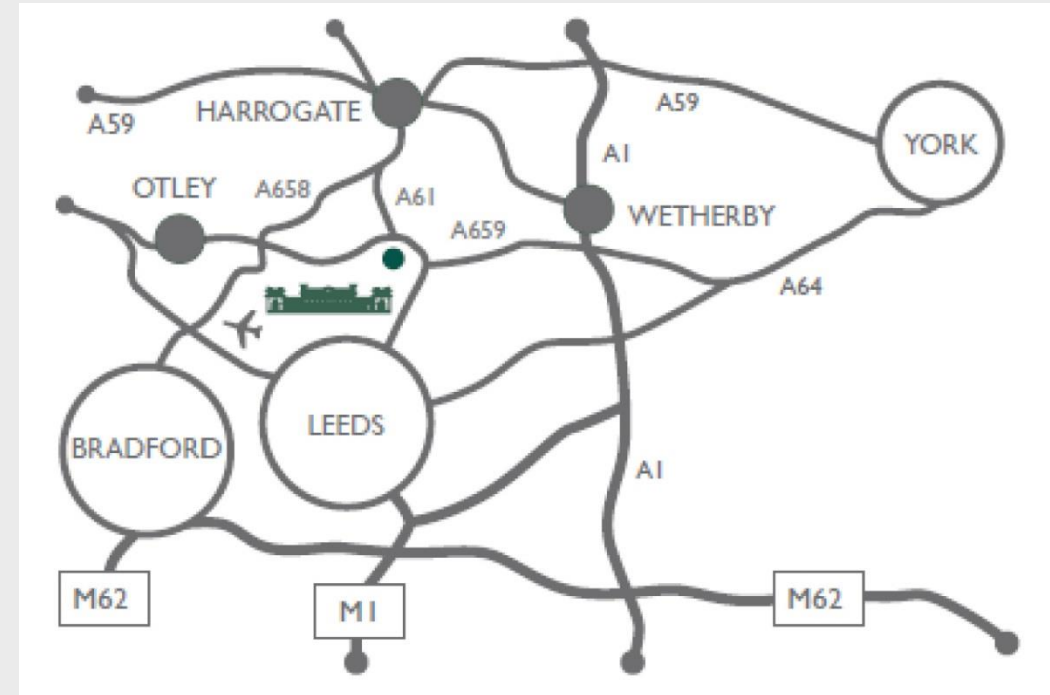 A59
HARROGATE
A59
YORK
A1
OTLEY
A658
A61
WETHERBY
A659
A64
LEEDS
BRADFORD
A1
M62
M1
M62